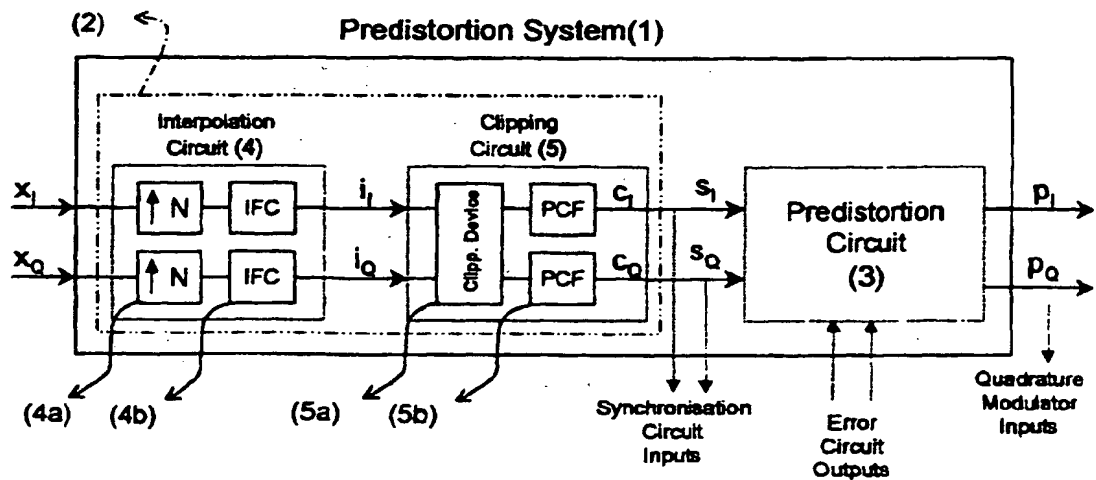 (2)
Predistortion System(1)
Interpolation
Circuit (4)
Clipping
Circuit (5)
x_I
↑ N
IFC
i_I
Clipp. Device
PCF
c_I
s_I
Predistortion
Circuit
(3)
p_I
x_Q
↑ N
IFC
i_Q
PCF
c_Q
s_Q
p_Q
(4a)
(4b)
(5a)
(5b)
Synchronisation
Circuit
Inputs
Error
Circuit
Outputs
Quadrature
Modulator
Inputs